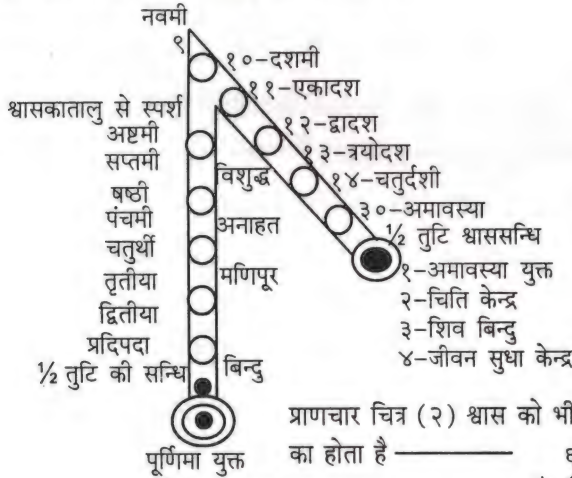 नवमी
९
१०-दशमी
११-एकादश
श्वासकातालु से स्पर्श
अष्टमी
१२-द्वादश
१३-त्रयोदश
सप्तमी
विशुद्ध
१४-चतुर्दशी
षष्ठी
३०-अमावस्या
पंचमी
अनाहत
½ तुटि श्वाससन्धि
चतुर्थी
१-अमावस्या युक्त
तृतीया
मणिपूर
२-चिति केन्द्र
द्वितीया
३-शिव बिन्दु
प्रदिपदा
४-जीवन सुधा केन्द्र
½ तुटि की सन्धि
बिन्दु
पूर्णिमा युक्त
प्राणचार चित्र (२) श्वास को भी
का होता है